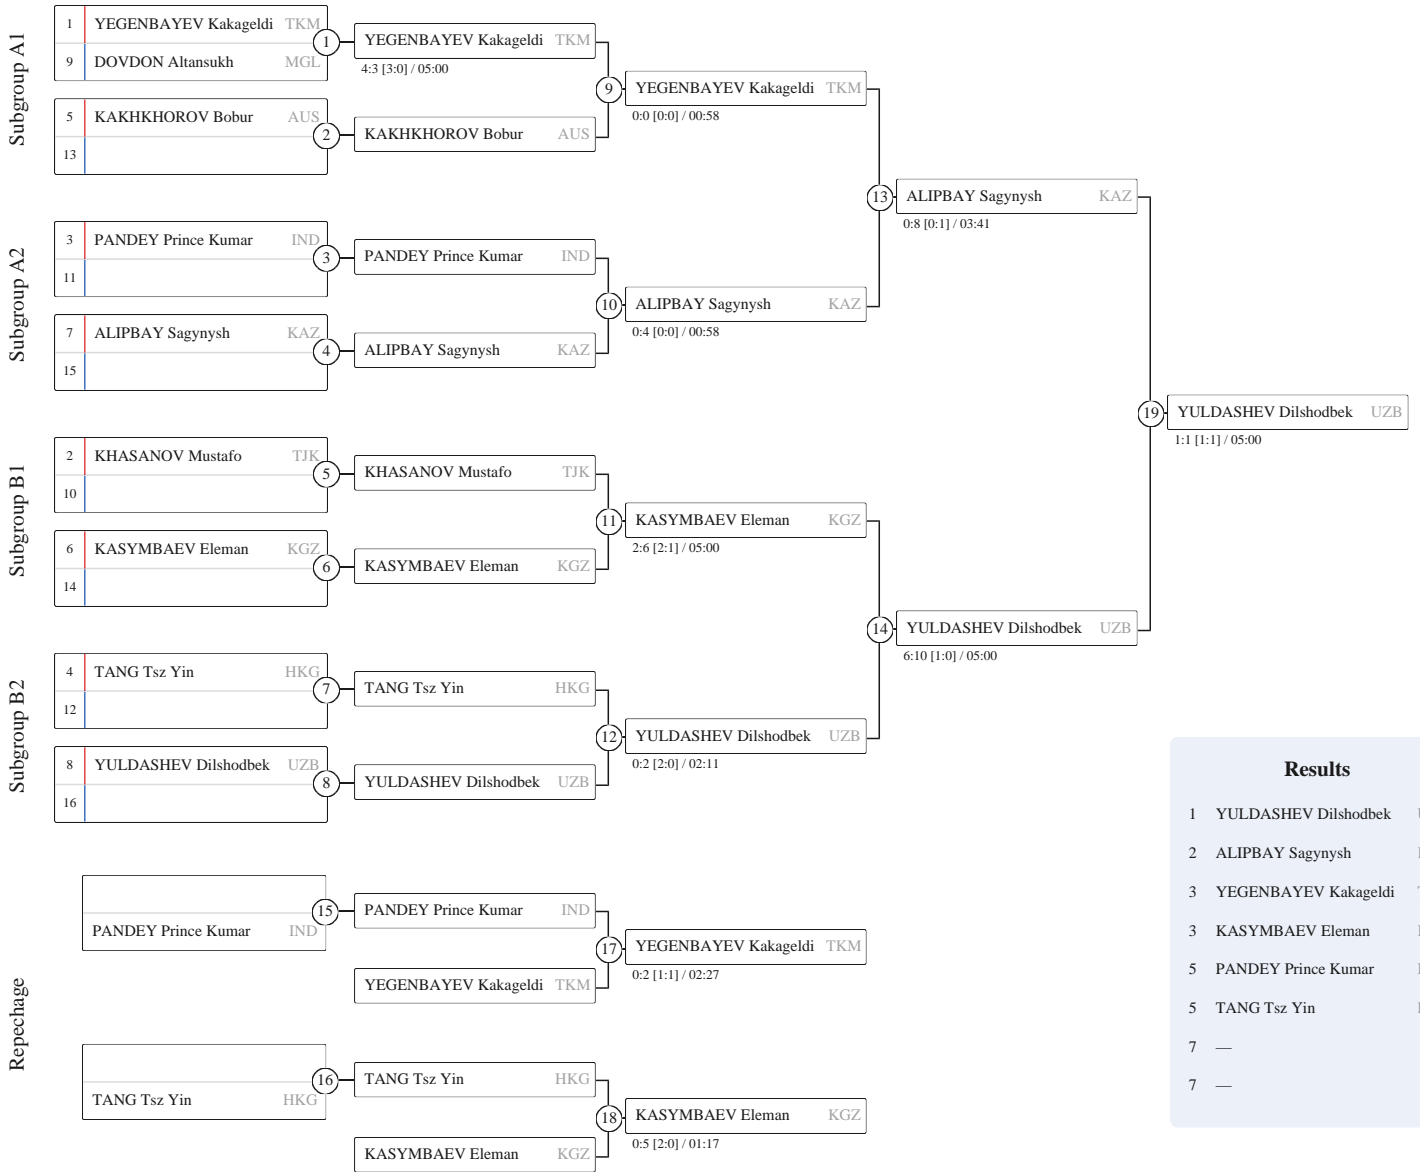 Subgroup A1
1 YEGENBAYEV Kakageldi TKM
9 DOVDON Altansukh MGL
1
YEGENBAYEV Kakageldi TKM
4:3 [3:0] / 05:00
5 KAKHKHOROV Bobur AUS
13
2
KAKHKHOROV Bobur AUS
9
YEGENBAYEV Kakageldi TKM
0:0 [0:0] / 00:58
Subgroup A2
3 PANDEY Prince Kumar IND
11
3
PANDEY Prince Kumar IND
7 ALIPBAY Sagynysh KAZ
15
4
ALIPBAY Sagynysh KAZ
10
ALIPBAY Sagynysh KAZ
0:4 [0:0] / 00:58
13
ALIPBAY Sagynysh KAZ
0:8 [0:1] / 03:41
Subgroup B1
2 KHASANOV Mustafo TJK
10
5
KHASANOV Mustafo TJK
6 KASYMBAEV Eleman KGZ
14
6
KASYMBAEV Eleman KGZ
11
KASYMBAEV Eleman KGZ
2:6 [2:1] / 05:00
Subgroup B2
4 TANG Tsz Yin HKG
12
7
TANG Tsz Yin HKG
8 YULDASHEV Dilshodbek UZB
16
8
YULDASHEV Dilshodbek UZB
12
YULDASHEV Dilshodbek UZB
0:2 [2:0] / 02:11
14
YULDASHEV Dilshodbek UZB
6:10 [1:0] / 05:00
19
YULDASHEV Dilshodbek UZB
1:1 [1:1] / 05:00
Repechage
PANDEY Prince Kumar IND
15
PANDEY Prince Kumar IND
YEGENBAYEV Kakageldi TKM
17
YEGENBAYEV Kakageldi TKM
0:2 [1:1] / 02:27
TANG Tsz Yin HKG
16
TANG Tsz Yin HKG
KASYMBAEV Eleman KGZ
18
KASYMBAEV Eleman KGZ
0:5 [2:0] / 01:17
Results
1 YULDASHEV Dilshodbek
2 ALIPBAY Sagynysh
3 YEGENBAYEV Kakageldi
3 KASYMBAEV Eleman
5 PANDEY Prince Kumar
5 TANG Tsz Yin
7 —
7 —